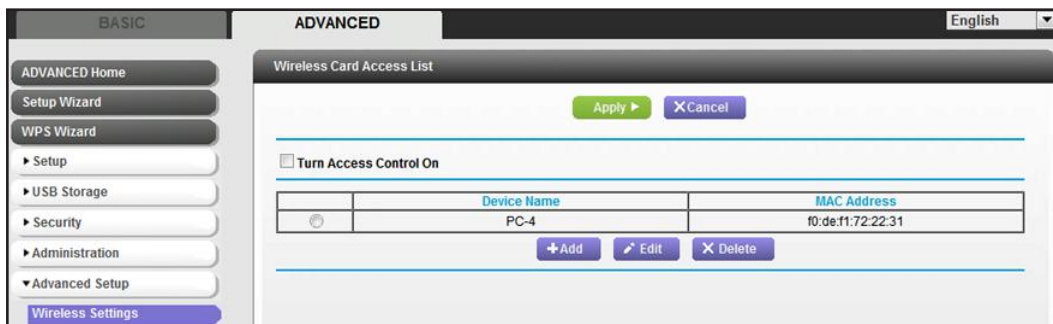 BASIC
ADVANCED
English
ADVANCED Home
Setup Wizard
WPS Wizard
Setup
USB Storage
Security
Administration
Advanced Setup
Wireless Settings
Wireless Card Access List
Apply
Cancel
Turn Access Control On
Device Name MAC Address
PC-4 f0:de:f1:72:22:31
Add Edit Delete